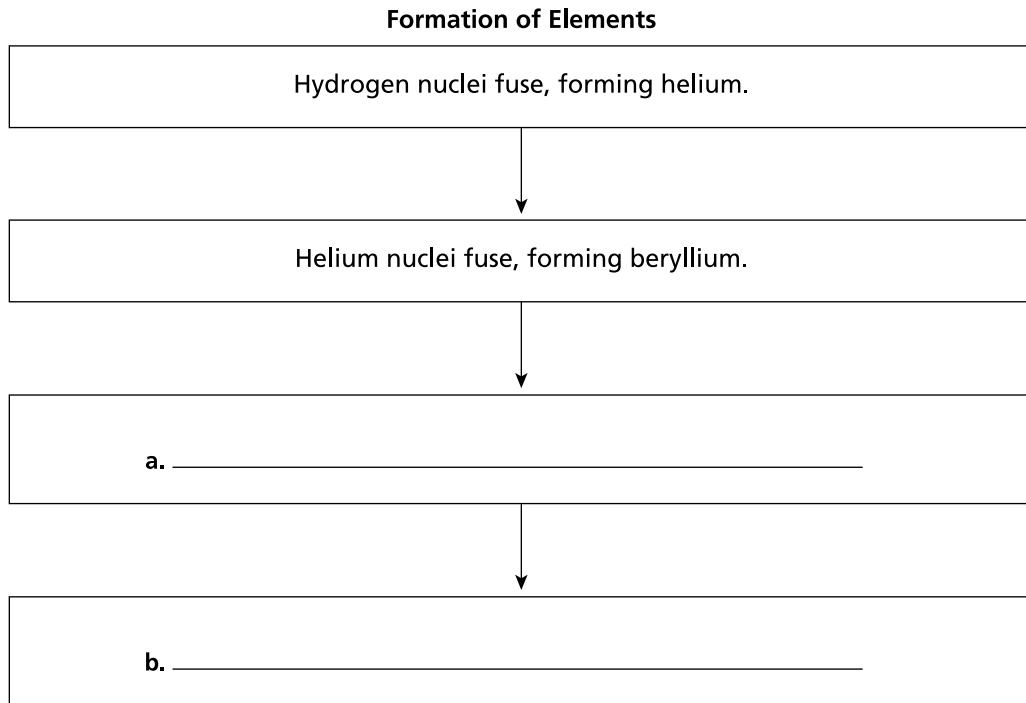 Formation of Elements
Hydrogen nuclei fuse, forming helium.
Helium nuclei fuse, forming beryllium.
a.
b.